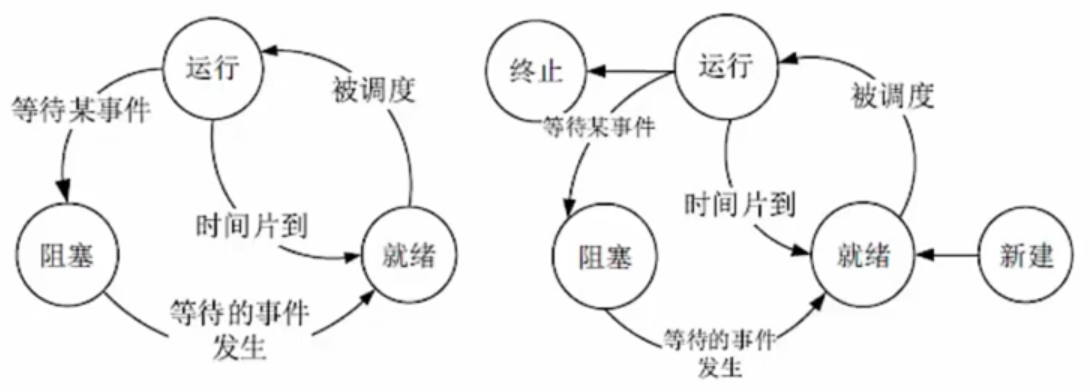 运行
被调度
等待某事件
时间片到
阻塞
就绪
等待的事件
发生
终止
运行
被调度
等待某事件
时间片到
阻塞
就绪
新建
等待的事件
发生